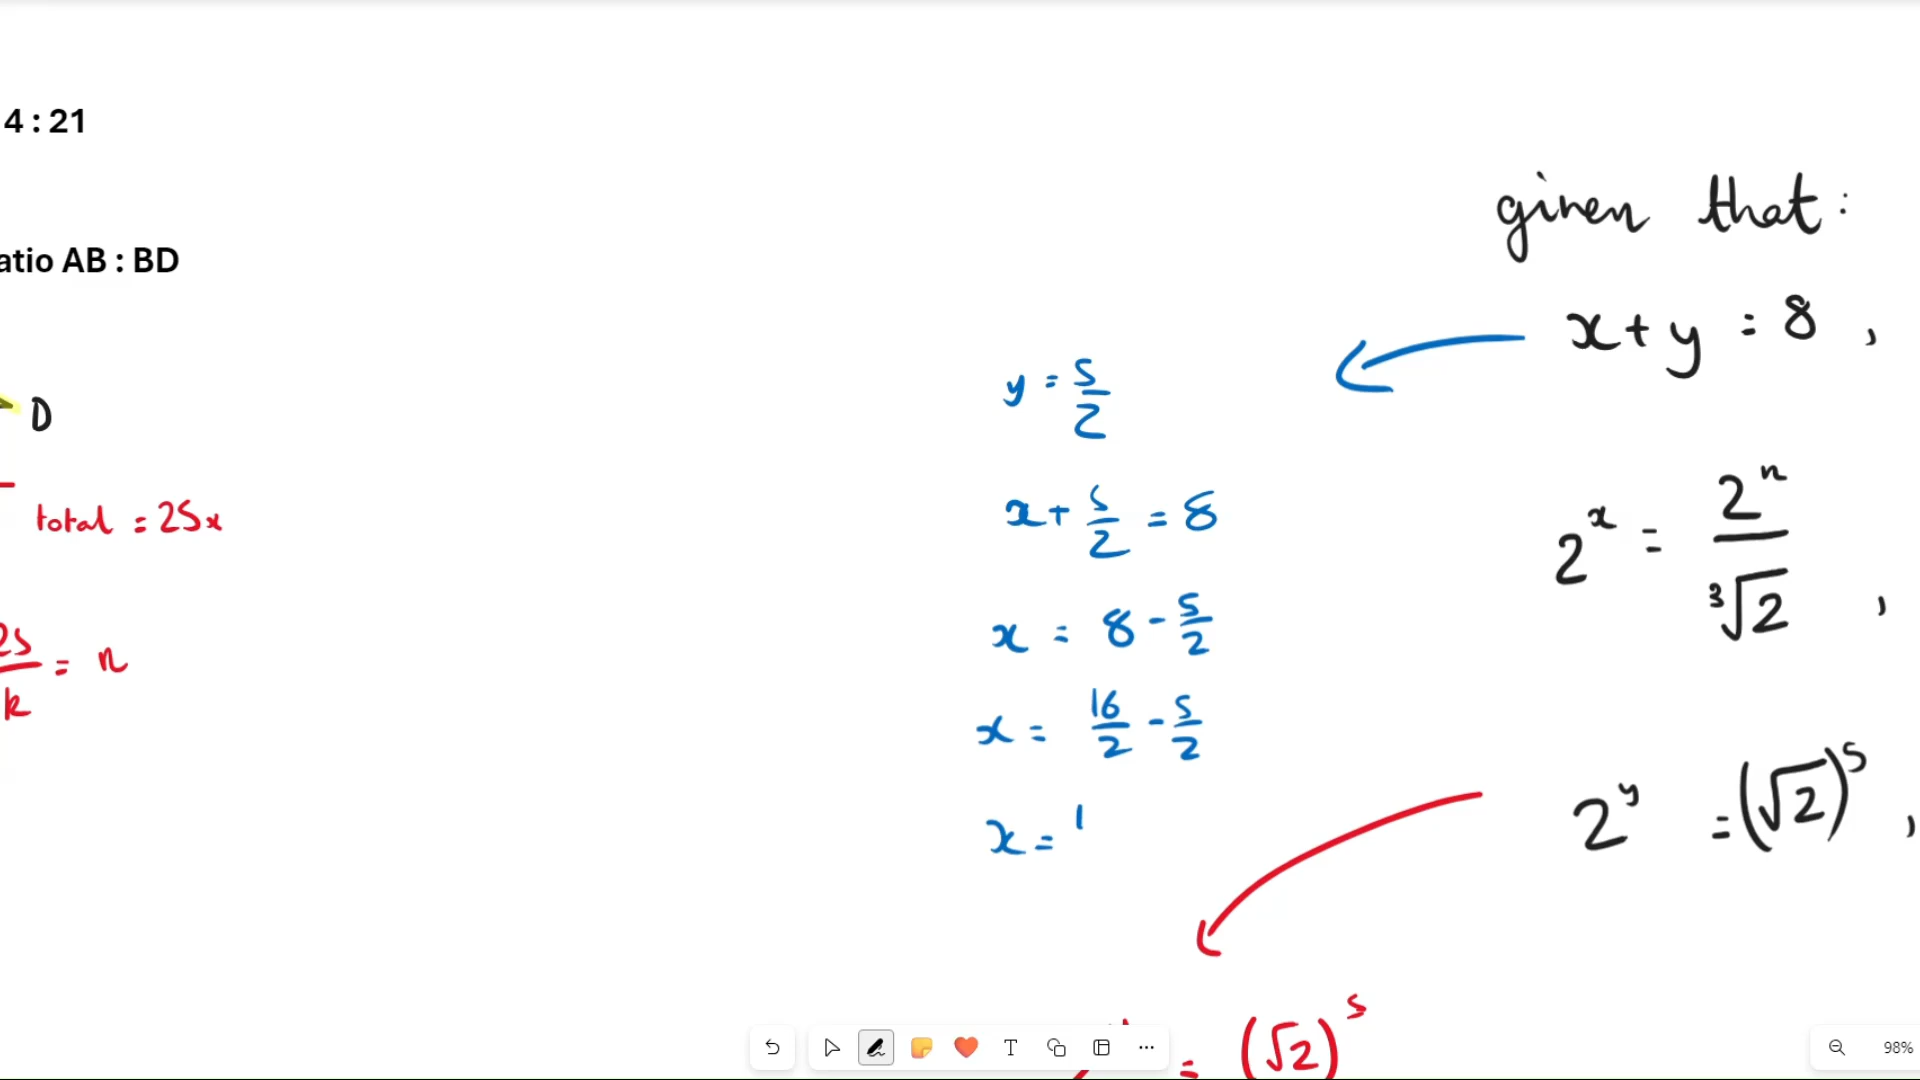 4 : 21
atio AB : BD
D
total = 25x
25/k = n
y = 5/2
x + 5/2 = 8
x = 8 - 5/2
x = 16/2 - 5/2
x = 1
given that :
x + y = 8 ,
2^x = 2^n / ∛2 ,
2^y = (√2)^5 ,
= (√2)^5
98%